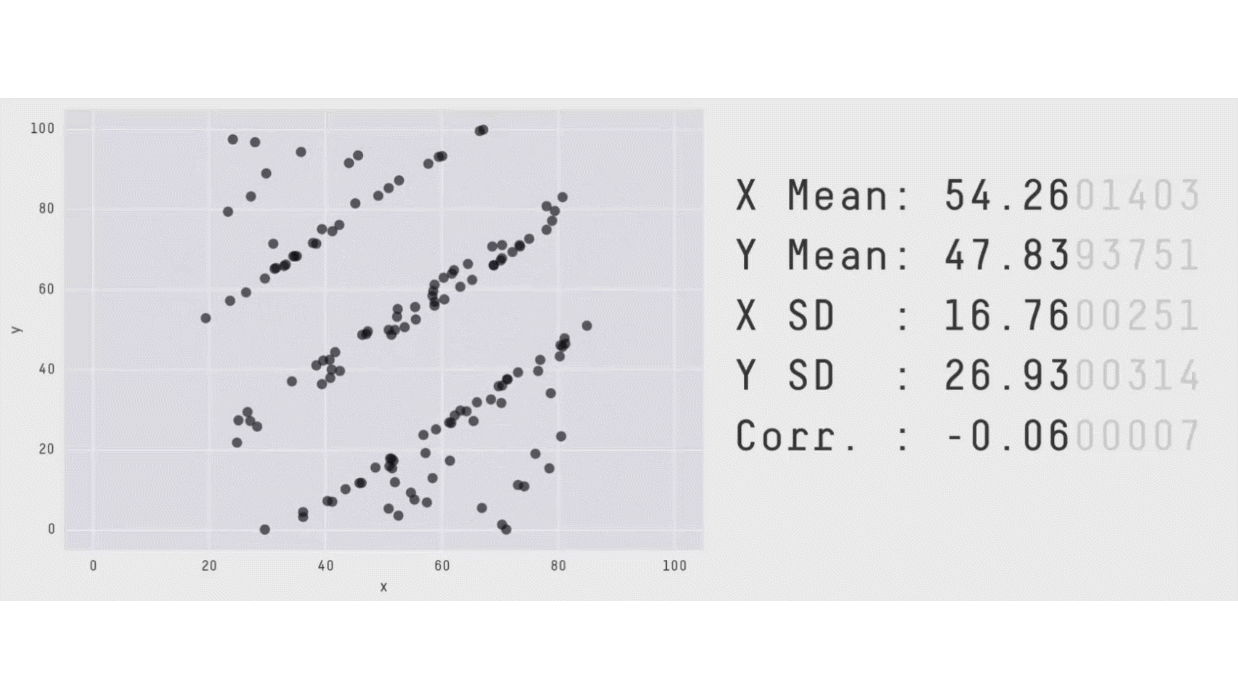 100
80
60
40
20
0
y
0 20 40 60 80 100
x
X Mean: 54.2601403
Y Mean: 47.8393751
X SD : 16.7600251
Y SD : 26.9300314
Corr. : -0.0600007